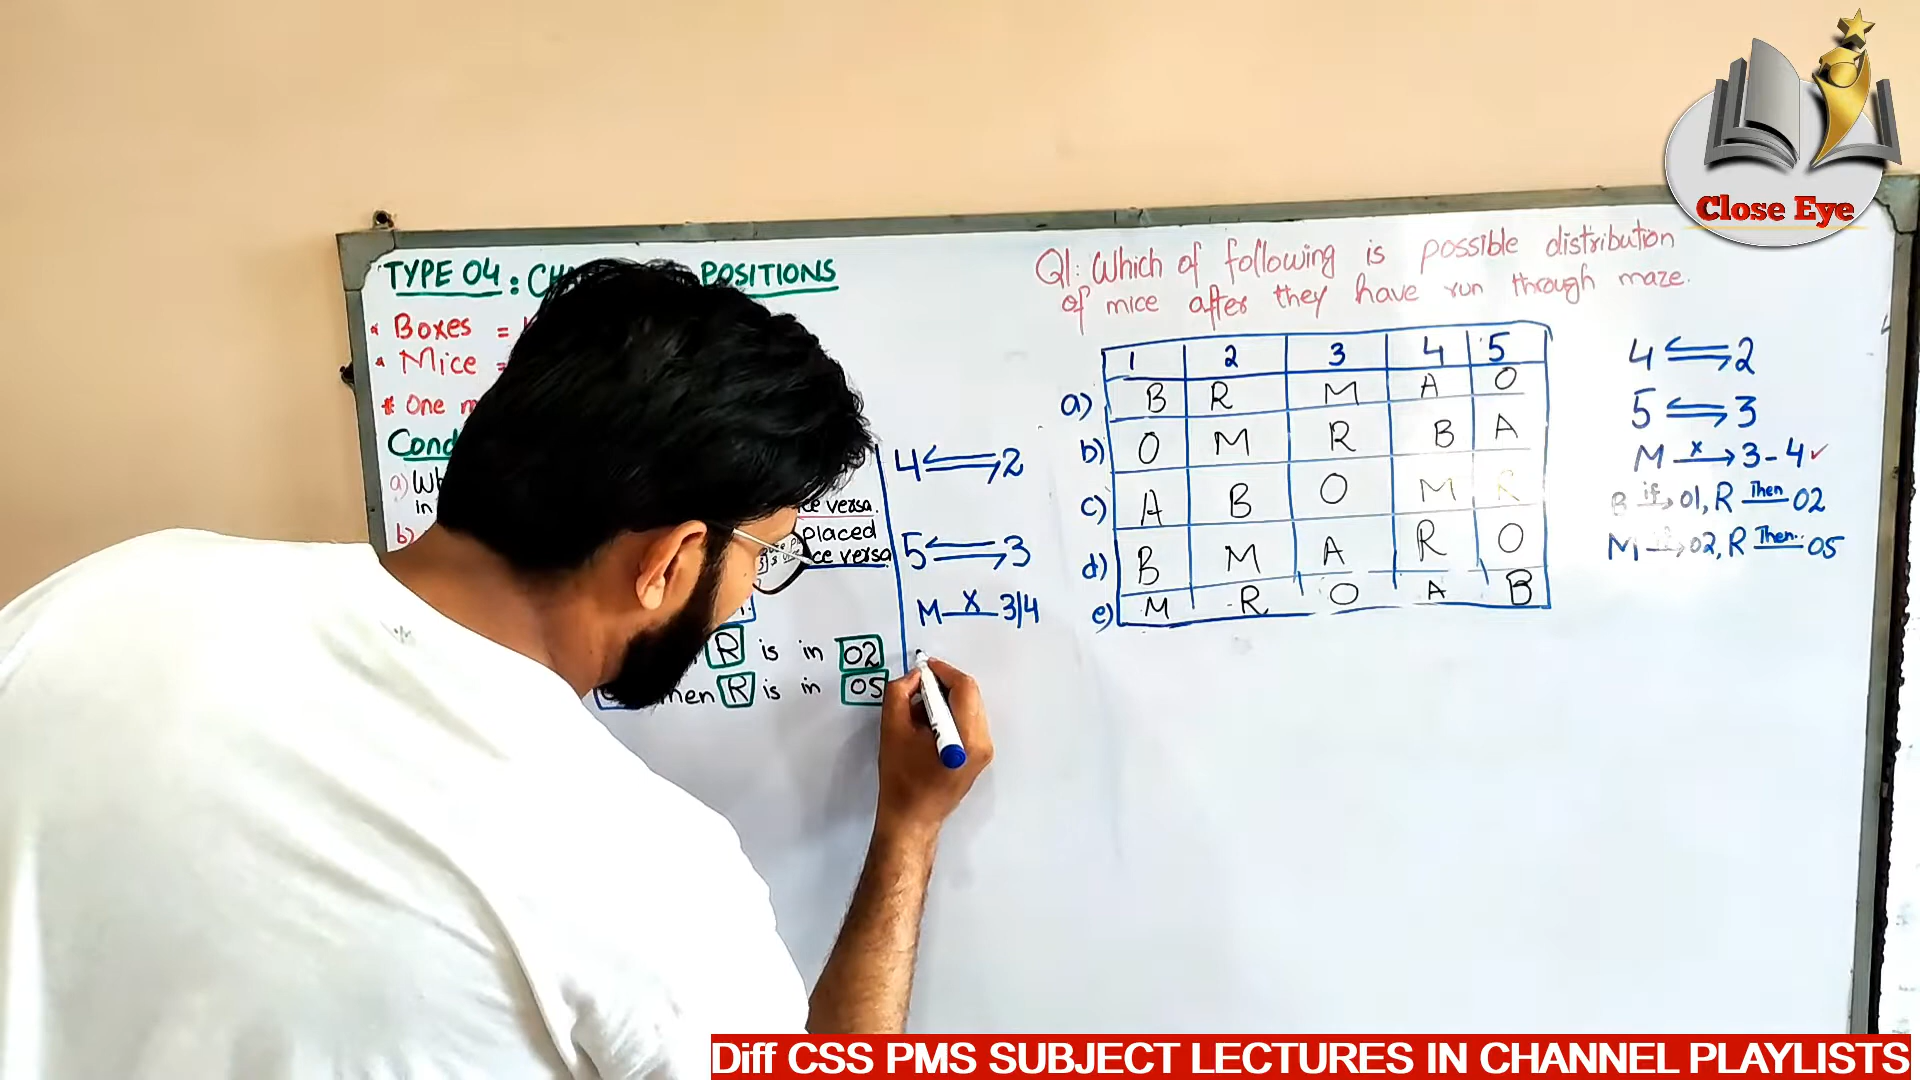 Close Eye
TYPE 04: POSITIONS
* Boxes =
* Mice =
* One
Cond
a) Wh
in
ce versa.
b)
placed
ce versa
R is in 02
then R is in 05
4 ⇌ 2
5 ⇌ 3
M x 3/4
Q1: Which of following is possible distribution
of mice after they have run through maze.
1 2 3 4 5
a) B R M A O
b) O M R B A
c) A B O M R
d) B M A R O
e) M R O A B
4 ⇌ 2
5 ⇌ 3
M x→ 3-4 ✓
B if→ 01, R Then 02
M if→ 02, R Then 05
Diff CSS PMS SUBJECT LECTURES IN CHANNEL PLAYLISTS